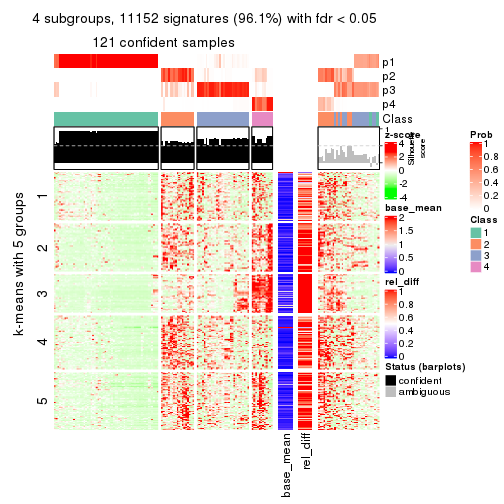 4 subgroups, 11152 signatures (96.1%) with fdr < 0.05
121 confident samples
p1
p2
p3
p4
Class
1
Silhouette
score
k-means with 5 groups
1
2
3
4
5
base_mean
rel_diff
z-score
4
2
0
-2
-4
base_mean
2
1.5
1
0.5
0
rel_diff
1
0.8
0.6
0.4
0.2
0
Status (barplots)
confident
ambiguous
Prob
1
0.8
0.6
0.4
0.2
0
Class
1
2
3
4